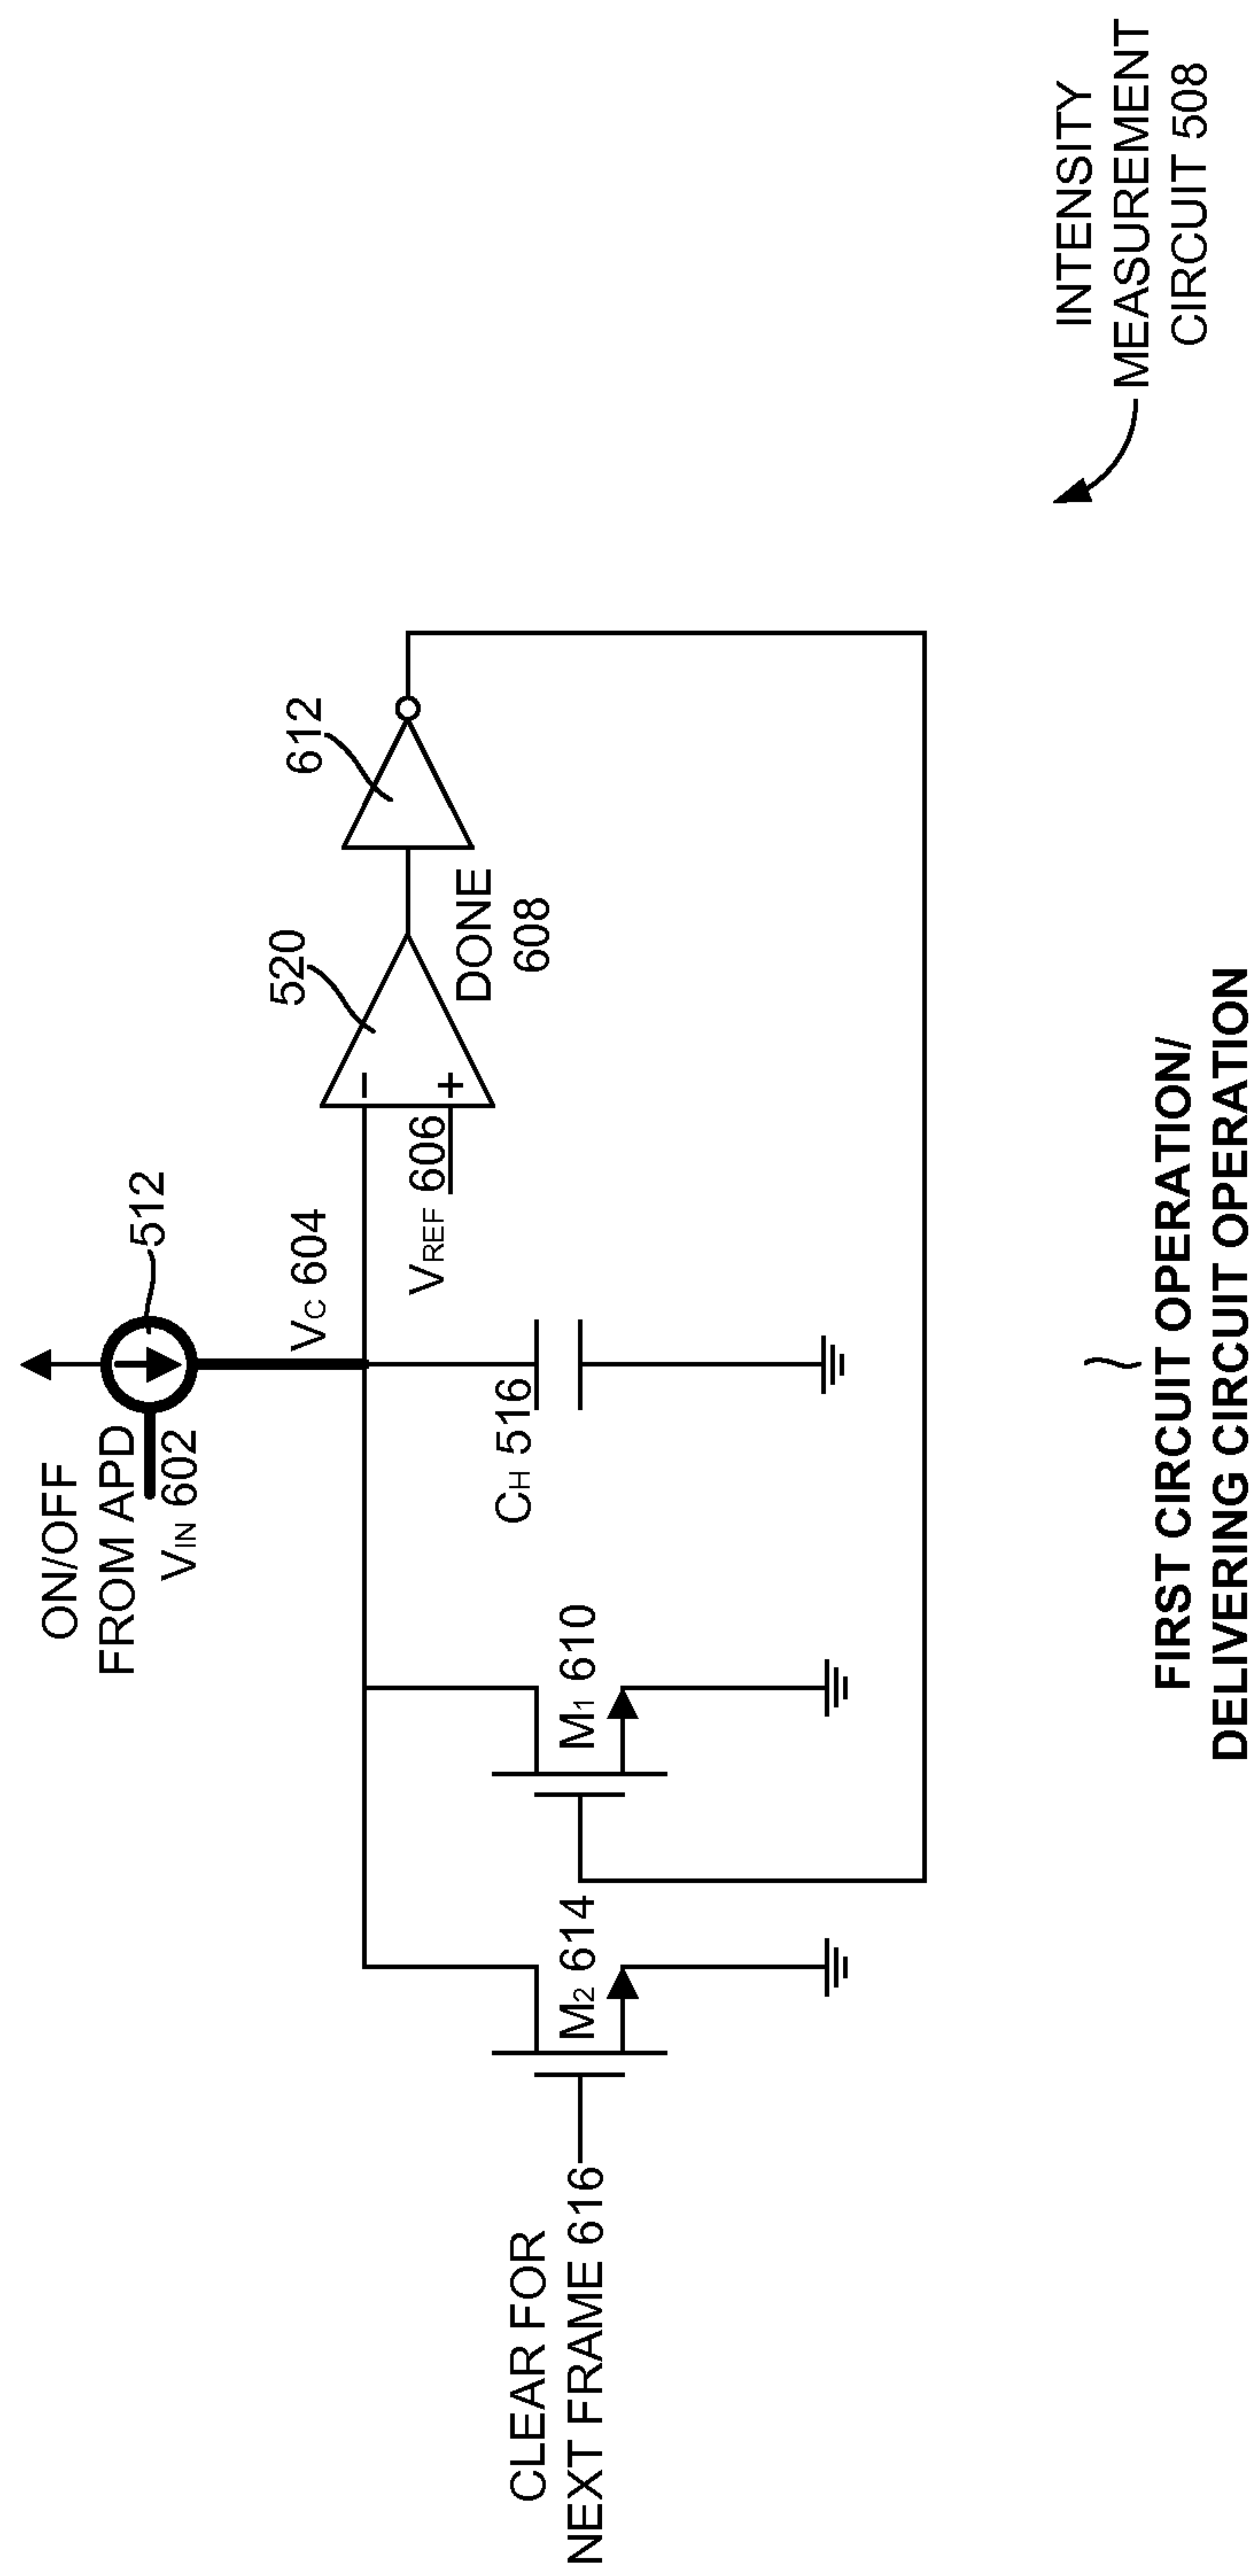 ON/OFF
FROM APD
VIN 602
512
VC 604
VREF 606
520
DONE
608
612
CH 516
M1 610
M2 614
CLEAR FOR
NEXT FRAME 616
INTENSITY
MEASUREMENT
CIRCUIT 508
FIRST CIRCUIT OPERATION/
DELIVERING CIRCUIT OPERATION